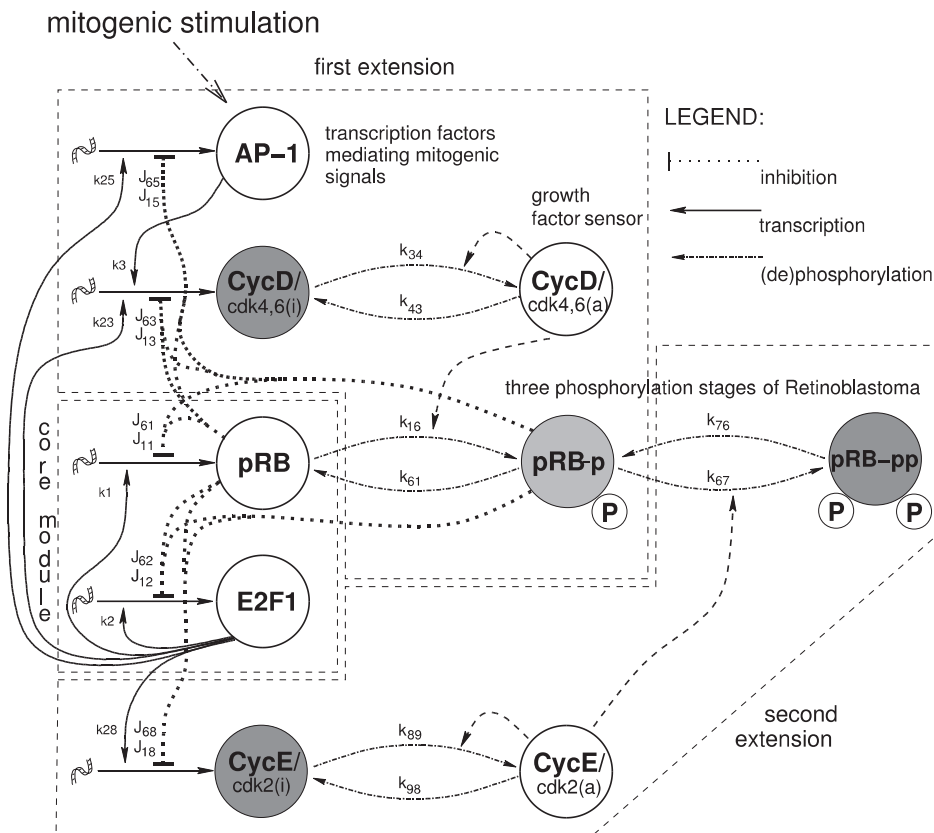 mitogenic stimulation
first extension
AP-1
transcription factors
mediating mitogenic
signals
LEGEND:
inhibition
transcription
(de)phosphorylation
k25
J65
J15
growth
factor sensor
k3
CycD/
cdk4,6(i)
k34
k43
CycD/
cdk4,6(a)
k23
J63
J13
three phosphorylation stages of Retinoblastoma
core module
J61
J11
k1
pRB
k16
k61
pRB-p
P
k76
k67
pRB-pp
P
P
J62
J12
k2
E2F1
k28
J68
J18
CycE/
cdk2(i)
k89
k98
CycE/
cdk2(a)
second
extension